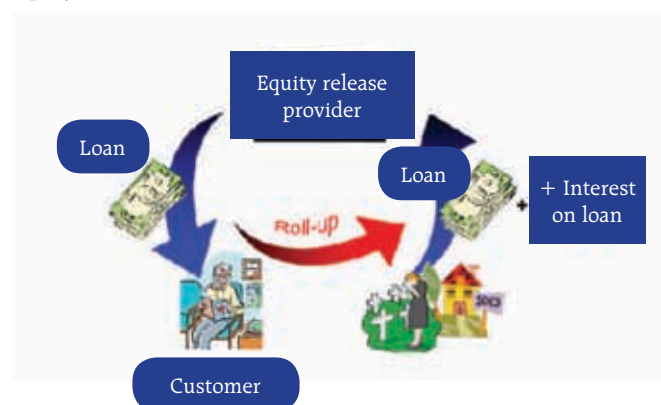 Equity release
provider
Loan
Loan
+ Interest
on loan
+
Roll-up
Customer